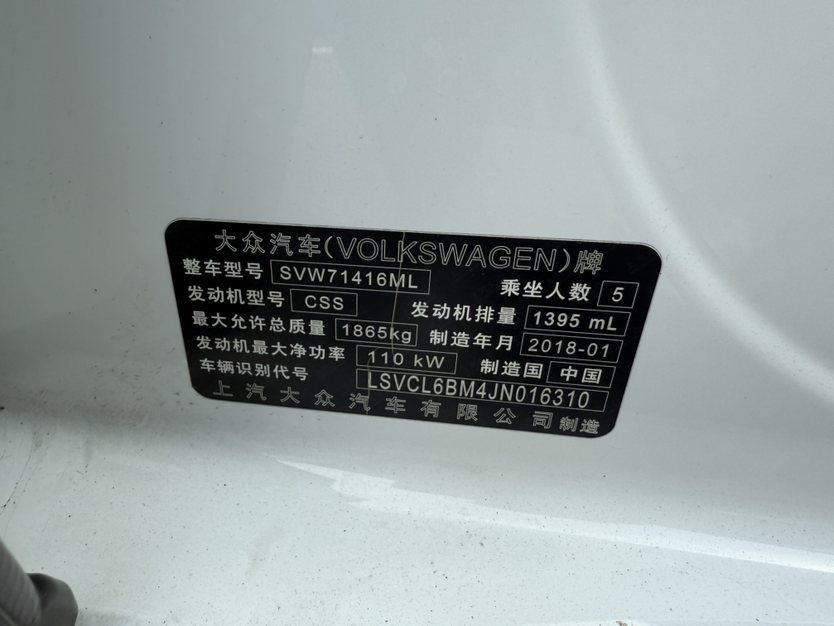 大众汽车(VOLKSWAGEN)牌
整车型号 SVW71416ML 乘坐人数 5
发动机型号 CSS 发动机排量 1395 mL
最大允许总质量 1865kg 制造年月 2018-01
发动机最大净功率 110 kW 制造国 中国
车辆识别代号 LSVCL6BM4JN016310
上汽大众汽车有限公司制造